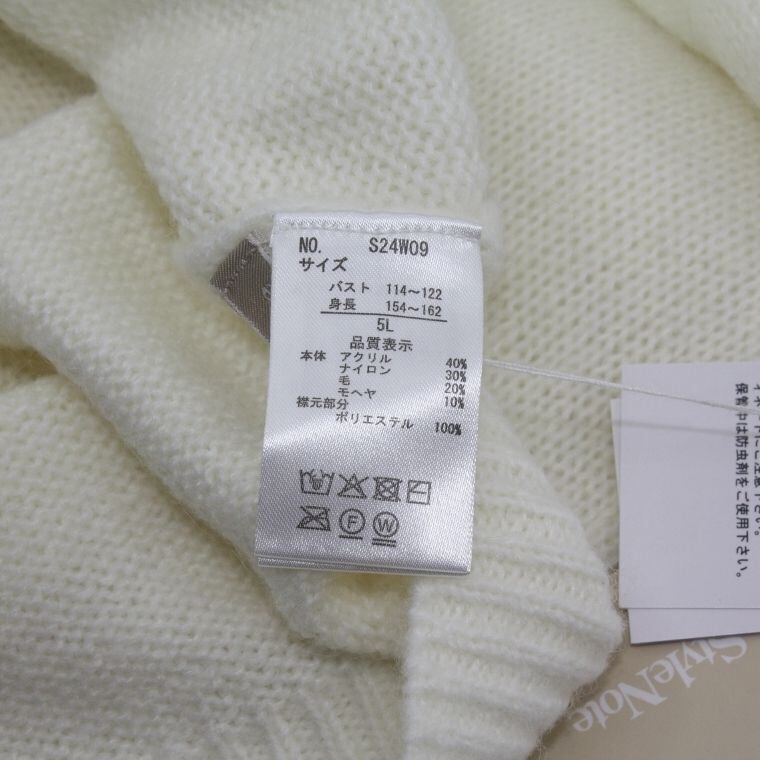 NO. S24W09
サイズ
バスト 114～122
身長 154～162
5L
品質表示
本体 アクリル 40%
ナイロン 30%
毛 20%
モヘヤ 10%
襟元部分
ポリエステル 100%
F W
保管中は防虫剤をご使用下さい。
StyleNote